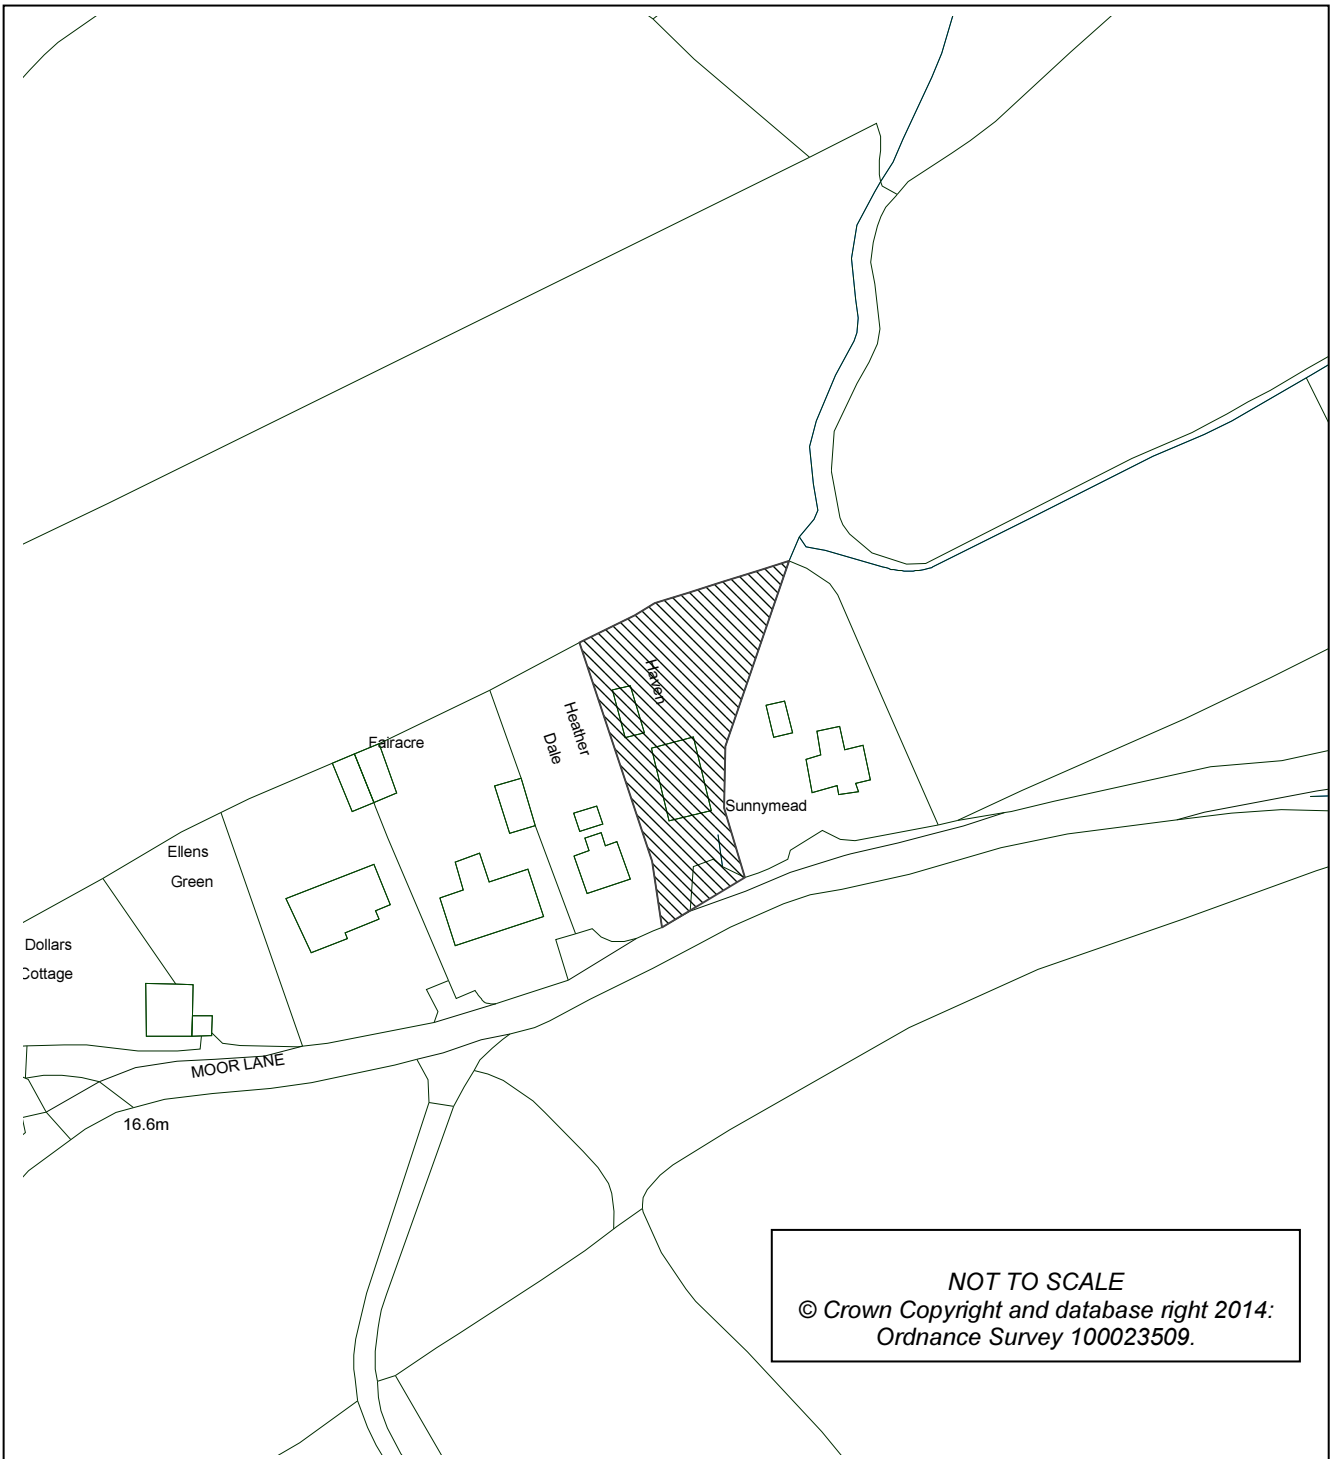 Haven
Heather
Dale
Fairacre
Sunnymead
Ellens
Green
Dollars
Cottage
MOOR LANE
16.6m
NOT TO SCALE
© Crown Copyright and database right 2014:
Ordnance Survey 100023509.